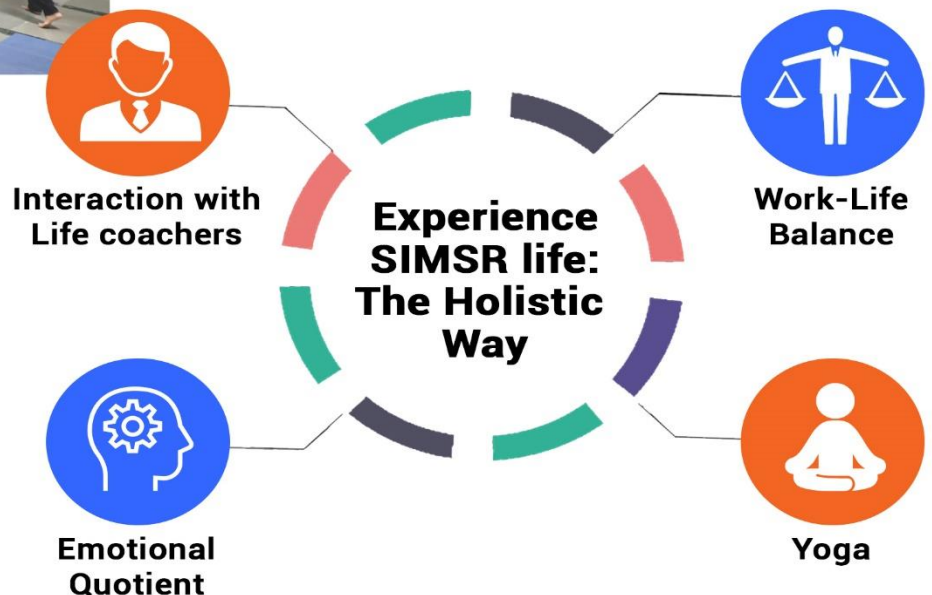 Interaction with
Life coachers
Work-Life
Balance
Experience
SIMSR life:
The Holistic
Way
Emotional
Quotient
Yoga